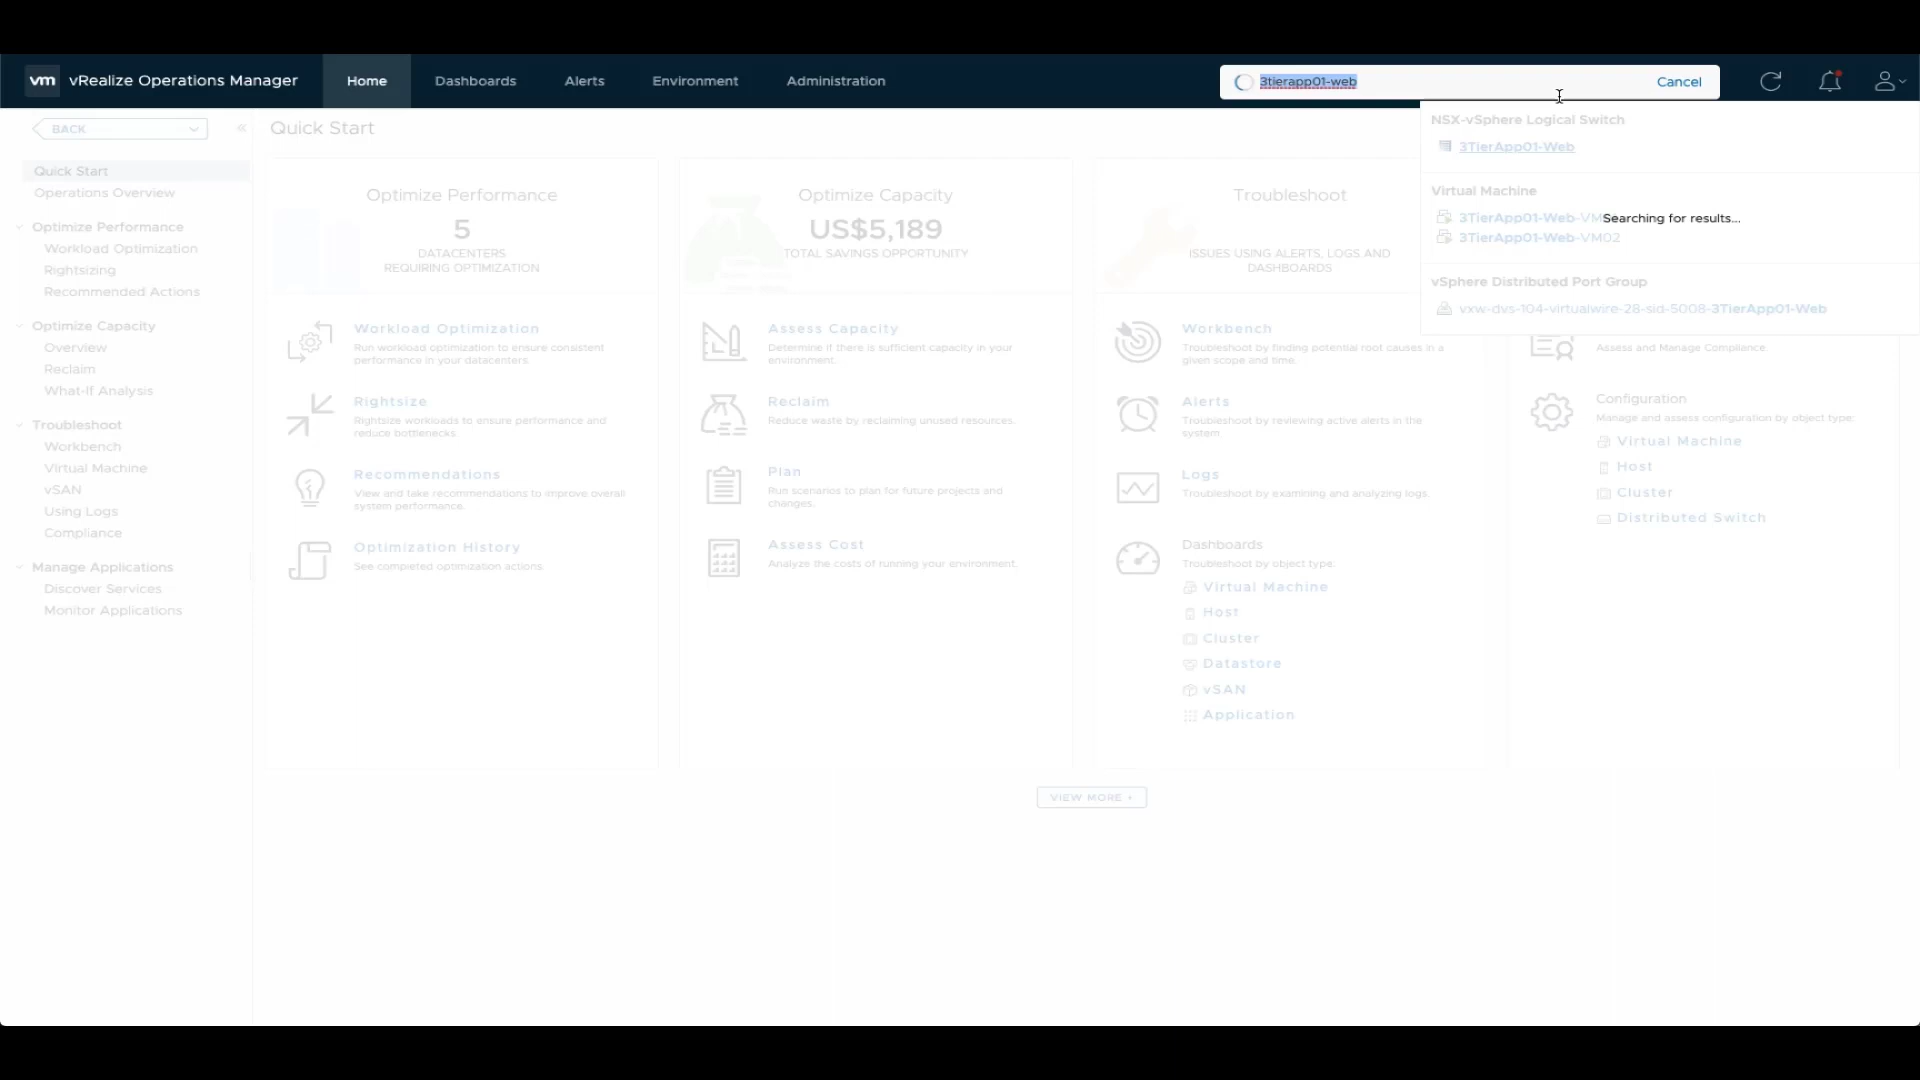 vm vRealize Operations Manager Home Dashboards Alerts Environment Administration 3tierapp01-web Cancel
BACK
Quick Start
Operations Overview
Optimize Performance
Workload Optimization
Rightsizing
Recommended Actions
Optimize Capacity
Overview
Reclaim
What-If Analysis
Troubleshoot
Workbench
Virtual Machine
vSAN
Using Logs
Compliance
Manage Applications
Discover Services
Monitor Applications
Quick Start
Optimize Performance
5
DATACENTERS
REQUIRING OPTIMIZATION
Workload Optimization
Run workload optimization to ensure consistent
performance in your datacenters.
Rightsize
Rightsize workloads to ensure performance and
reduce bottlenecks.
Recommendations
View and take recommendations to improve overall
system performance.
Optimization History
See completed optimization actions.
Optimize Capacity
US$5,189
TOTAL SAVINGS OPPORTUNITY
Assess Capacity
Determine if there is sufficient capacity in your
environment.
Reclaim
Reduce waste by reclaiming unused resources.
Plan
Run scenarios to plan for future projects and
changes.
Assess Cost
Analyze the costs of running your environment.
Troubleshoot
ISSUES USING ALERTS, LOGS AND
DASHBOARDS
Workbench
Troubleshoot by finding potential root causes in a
given scope and time.
Alerts
Troubleshoot by reviewing active alerts in the
system
Logs
Troubleshoot by examining and analyzing logs.
Dashboards
Troubleshoot by object type:
Virtual Machine
Host
Cluster
Datastore
vSAN
Application
NSX-vSphere Logical Switch
3TierApp01-Web
Virtual Machine
3TierApp01-Web-VM
Searching for results...
3TierApp01-Web-VM02
vSphere Distributed Port Group
vxw-dvs-104-virtualwire-28-sid-5008-3TierApp01-Web
Assess and Manage Compliance.
Configuration
Manage and assess configuration by object type:
Virtual Machine
Host
Cluster
Distributed Switch
VIEW MORE +